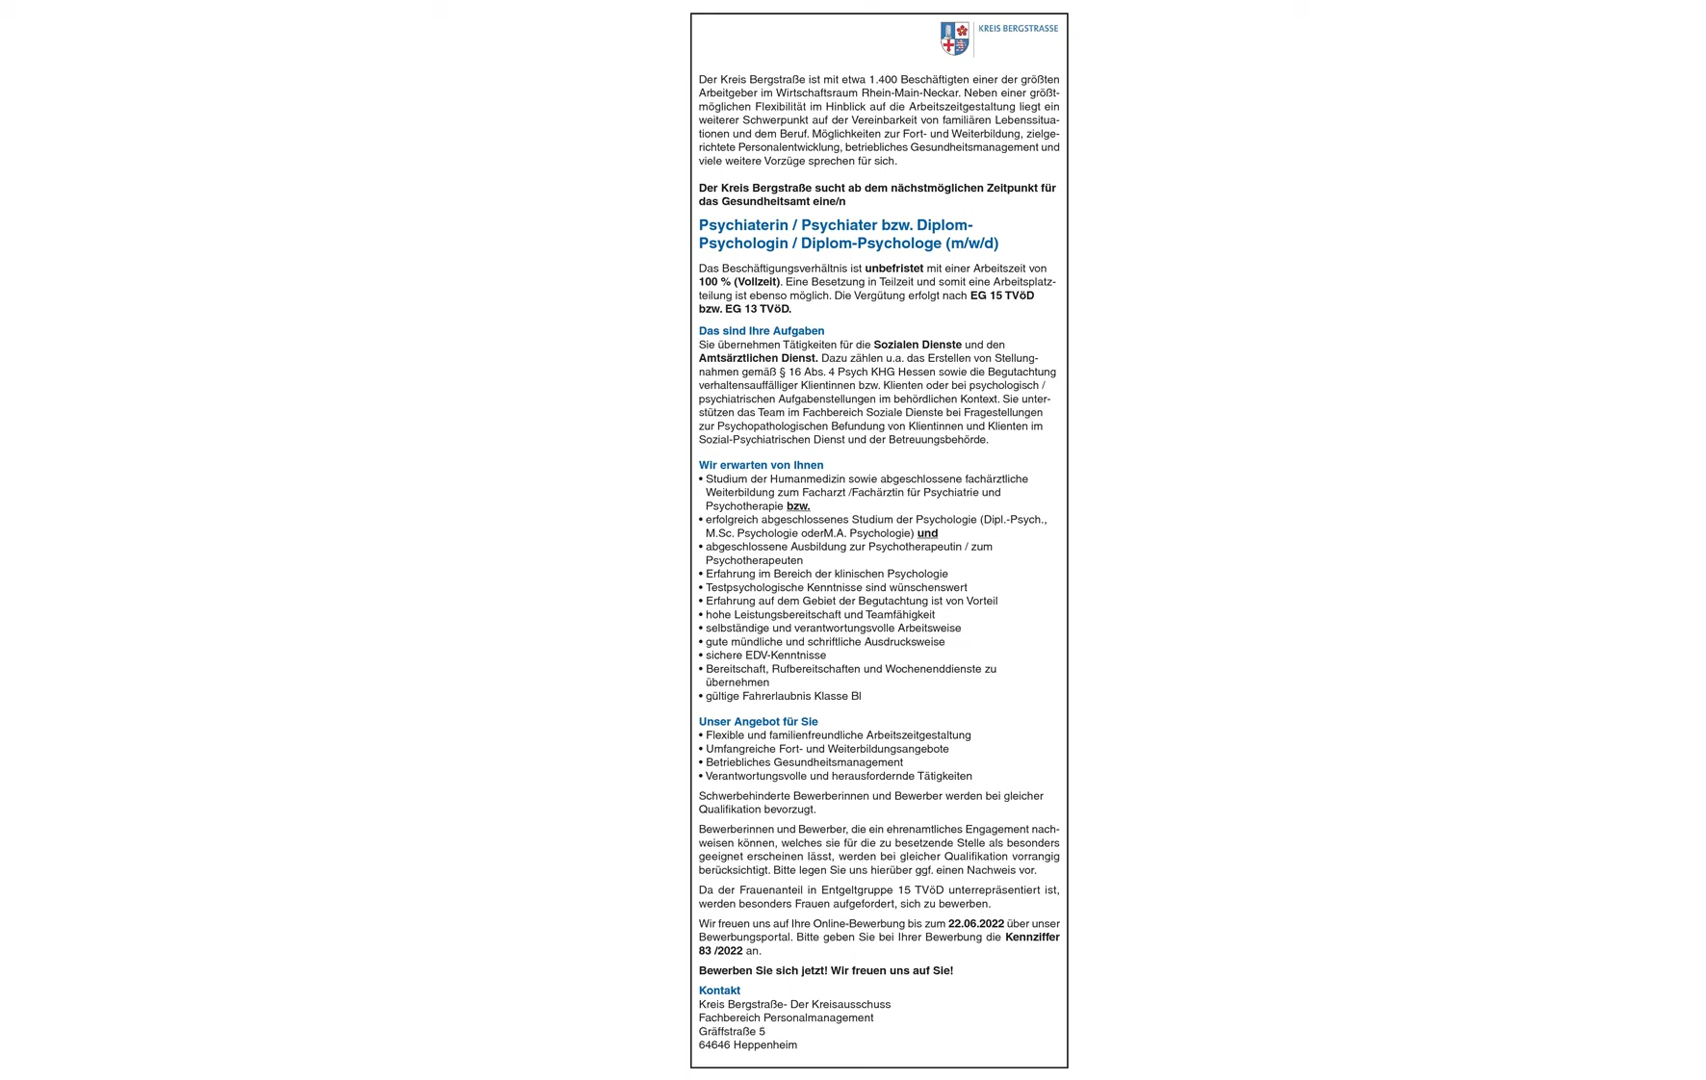 KREIS BERGSTRASSE
Der Kreis Bergstraße ist mit etwa 1.400 Beschäftigten einer der größten
Arbeitgeber im Wirtschaftsraum Rhein-Main-Neckar. Neben einer größt-
möglichen Flexibilität im Hinblick auf die Arbeitszeitgestaltung liegt ein
weiterer Schwerpunkt auf der Vereinbarkeit von familiären Lebenssitua-
tionen und dem Beruf. Möglichkeiten zur Fort- und Weiterbildung, zielge-
richtete Personalentwicklung, betriebliches Gesundheitsmanagement und
viele weitere Vorzüge sprechen für sich.
Der Kreis Bergstraße sucht ab dem nächstmöglichen Zeitpunkt für
das Gesundheitsamt eine/n
Psychiaterin / Psychiater bzw. Diplom-
Psychologin / Diplom-Psychologe (m/w/d)
Das Beschäftigungsverhältnis ist unbefristet mit einer Arbeitszeit von
100 % (Vollzeit). Eine Besetzung in Teilzeit und somit eine Arbeitsplatz-
teilung ist ebenso möglich. Die Vergütung erfolgt nach EG 15 TVöD
bzw. EG 13 TVöD.
Das sind Ihre Aufgaben
Sie übernehmen Tätigkeiten für die Sozialen Dienste und den
Amtsärztlichen Dienst. Dazu zählen u.a. das Erstellen von Stellung-
nahmen gemäß § 16 Abs. 4 Psych KHG Hessen sowie die Begutachtung
verhaltensauffälliger Klientinnen bzw. Klienten oder bei psychologisch /
psychiatrischen Aufgabenstellungen im behördlichen Kontext. Sie unter-
stützen das Team im Fachbereich Soziale Dienste bei Fragestellungen
zur Psychopathologischen Befundung von Klientinnen und Klienten im
Sozial-Psychiatrischen Dienst und der Betreuungsbehörde.
Wir erwarten von Ihnen
• Studium der Humanmedizin sowie abgeschlossene fachärztliche
Weiterbildung zum Facharzt /Fachärztin für Psychiatrie und
Psychotherapie bzw.
• erfolgreich abgeschlossenes Studium der Psychologie (Dipl.-Psych.,
M.Sc. Psychologie oderM.A. Psychologie) und
• abgeschlossene Ausbildung zur Psychotherapeutin / zum
Psychotherapeuten
• Erfahrung im Bereich der klinischen Psychologie
• Testpsychologische Kenntnisse sind wünschenswert
• Erfahrung auf dem Gebiet der Begutachtung ist von Vorteil
• hohe Leistungsbereitschaft und Teamfähigkeit
• selbständige und verantwortungsvolle Arbeitsweise
• gute mündliche und schriftliche Ausdrucksweise
• sichere EDV-Kenntnisse
• Bereitschaft, Rufbereitschaften und Wochenenddienste zu
übernehmen
• gültige Fahrerlaubnis Klasse Bl
Unser Angebot für Sie
• Flexible und familienfreundliche Arbeitszeitgestaltung
• Umfangreiche Fort- und Weiterbildungsangebote
• Betriebliches Gesundheitsmanagement
• Verantwortungsvolle und herausfordernde Tätigkeiten
Schwerbehinderte Bewerberinnen und Bewerber werden bei gleicher
Qualifikation bevorzugt.
Bewerberinnen und Bewerber, die ein ehrenamtliches Engagement nach-
weisen können, welches sie für die zu besetzende Stelle als besonders
geeignet erscheinen lässt, werden bei gleicher Qualifikation vorrangig
berücksichtigt. Bitte legen Sie uns hierüber ggf. einen Nachweis vor.
Da der Frauenanteil in Entgeltgruppe 15 TVöD unterrepräsentiert ist,
werden besonders Frauen aufgefordert, sich zu bewerben.
Wir freuen uns auf Ihre Online-Bewerbung bis zum 22.06.2022 über unser
Bewerbungsportal. Bitte geben Sie bei Ihrer Bewerbung die Kennziffer
83 /2022 an.
Bewerben Sie sich jetzt! Wir freuen uns auf Sie!
Kontakt
Kreis Bergstraße- Der Kreisausschuss
Fachbereich Personalmanagement
Gräffstraße 5
64646 Heppenheim